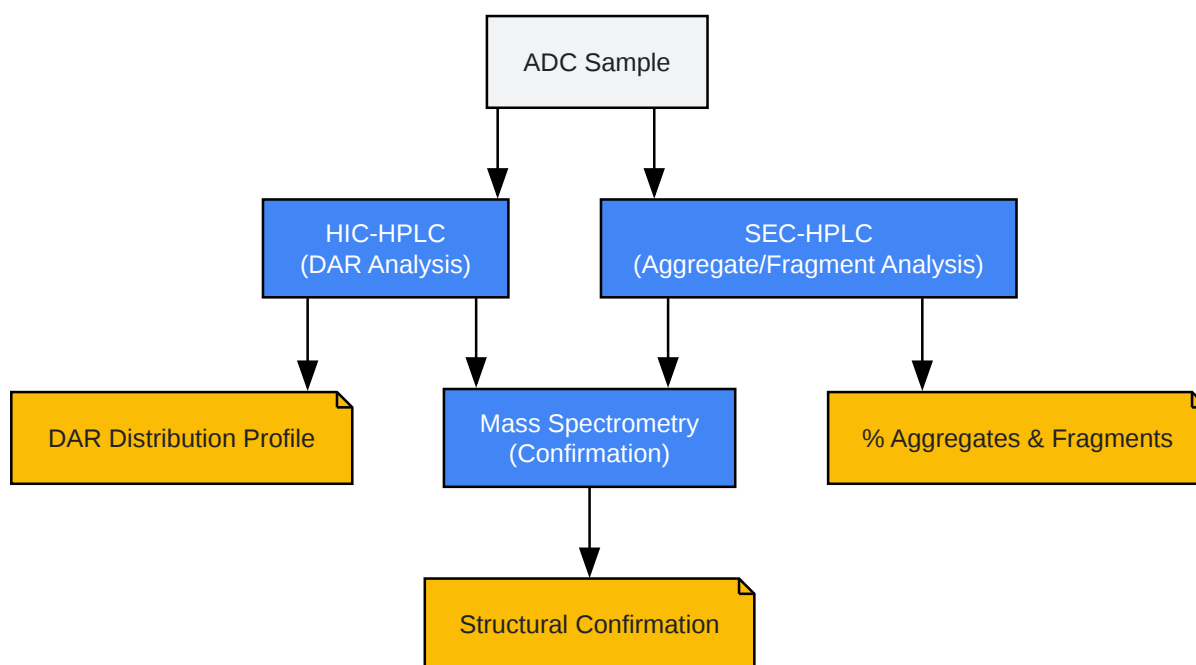 ADC Sample
HIC-HPLC
(DAR Analysis)
SEC-HPLC
(Aggregate/Fragment Analysis)
DAR Distribution Profile
Mass Spectrometry
(Confirmation)
% Aggregates & Fragments
Structural Confirmation